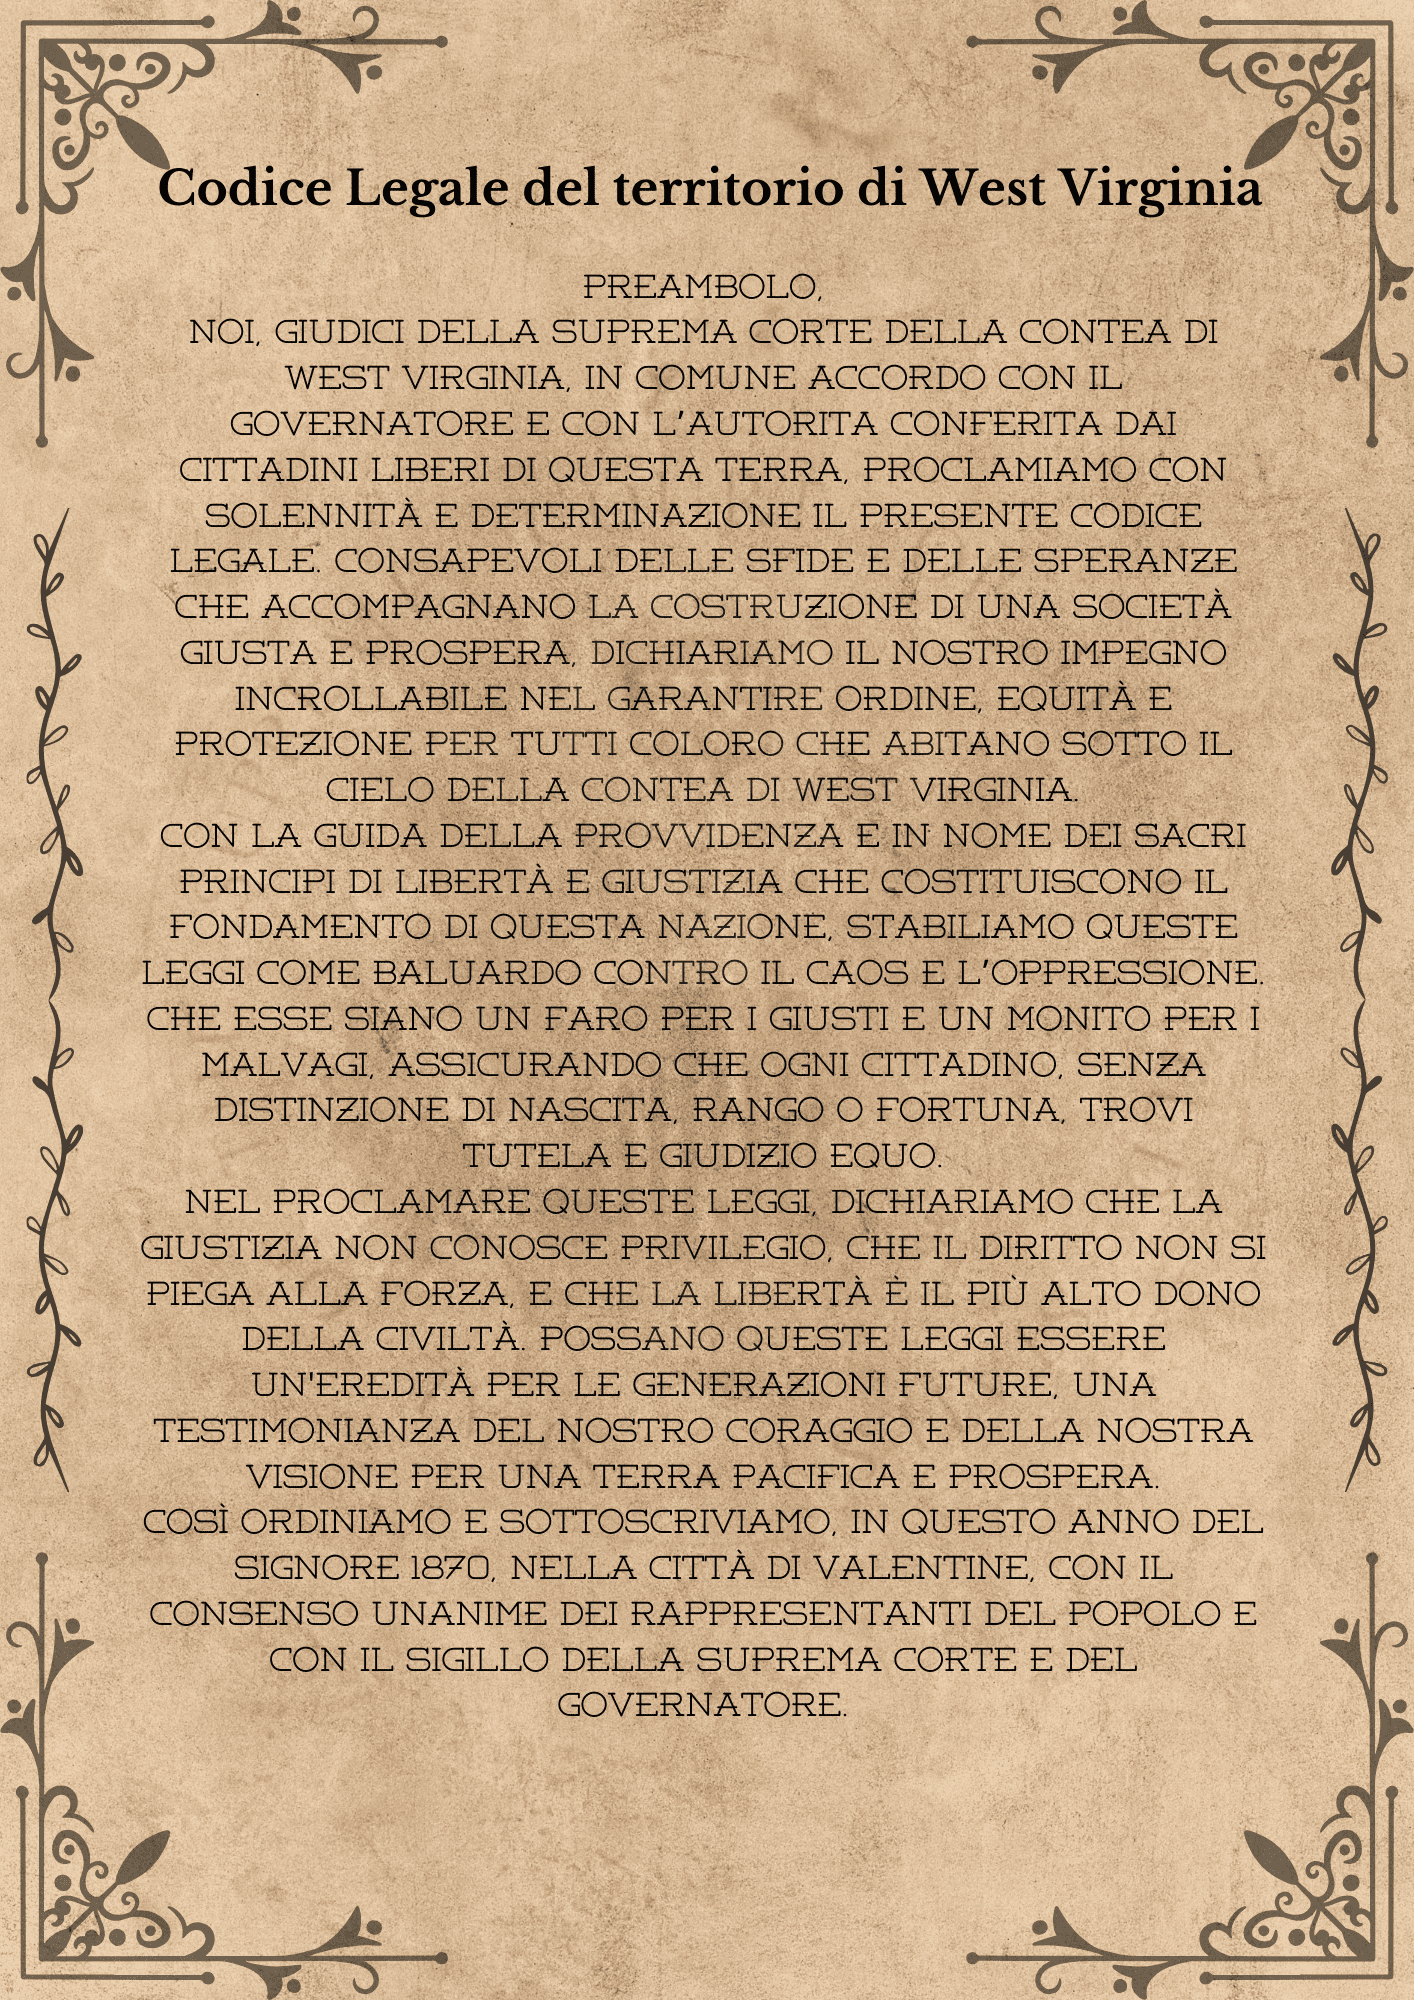 Codice Legale del territorio di West Virginia
PREAMBOLO,
NOI, GIUDICI DELLA SUPREMA CORTE DELLA CONTEA DI
WEST VIRGINIA, IN COMUNE ACCORDO CON IL
GOVERNATORE E CON L'AUTORITA CONFERITA DAI
CITTADINI LIBERI DI QUESTA TERRA, PROCLAMIAMO CON
SOLENNITÀ E DETERMINAZIONE IL PRESENTE CODICE
LEGALE. CONSAPEVOLI DELLE SFIDE E DELLE SPERANZE
CHE ACCOMPAGNANO LA COSTRUZIONE DI UNA SOCIETÀ
GIUSTA E PROSPERA, DICHIARIAMO IL NOSTRO IMPEGNO
INCROLLABILE NEL GARANTIRE ORDINE, EQUITÀ E
PROTEZIONE PER TUTTI COLORO CHE ABITANO SOTTO IL
CIELO DELLA CONTEA DI WEST VIRGINIA.
CON LA GUIDA DELLA PROVVIDENZA E IN NOME DEI SACRI
PRINCIPI DI LIBERTÀ E GIUSTIZIA CHE COSTITUISCONO IL
FONDAMENTO DI QUESTA NAZIONE, STABILIAMO QUESTE
LEGGI COME BALUARDO CONTRO IL CAOS E L'OPPRESSIONE.
CHE ESSE SIANO UN FARO PER I GIUSTI E UN MONITO PER I
MALVAGI, ASSICURANDO CHE OGNI CITTADINO, SENZA
DISTINZIONE DI NASCITA, RANGO O FORTUNA, TROVI
TUTELA E GIUDIZIO EQUO.
NEL PROCLAMARE QUESTE LEGGI, DICHIARIAMO CHE LA
GIUSTIZIA NON CONOSCE PRIVILEGIO, CHE IL DIRITTO NON SI
PIEGA ALLA FORZA, E CHE LA LIBERTÀ È IL PIÙ ALTO DONO
DELLA CIVILTÀ. POSSANO QUESTE LEGGI ESSERE
UN'EREDITÀ PER LE GENERAZIONI FUTURE, UNA
TESTIMONIANZA DEL NOSTRO CORAGGIO E DELLA NOSTRA
VISIONE PER UNA TERRA PACIFICA E PROSPERA.
COSÌ ORDINIAMO E SOTTOSCRIVIAMO, IN QUESTO ANNO DEL
SIGNORE 1870, NELLA CITTÀ DI VALENTINE, CON IL
CONSENSO UNANIME DEI RAPPRESENTANTI DEL POPOLO E
CON IL SIGILLO DELLA SUPREMA CORTE E DEL
GOVERNATORE.